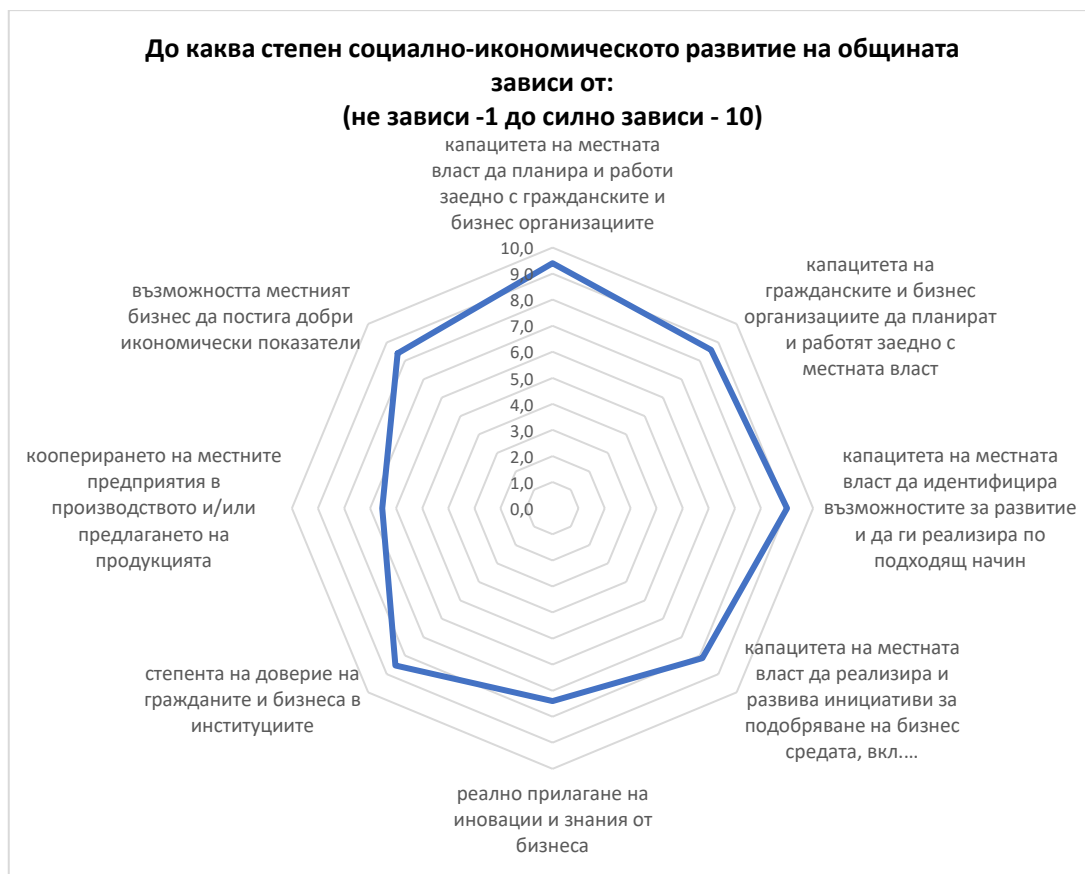 До каква степен социално-икономическото развитие на общината
зависи от:
(не зависи -1 до силно зависи - 10)
капацитета на местната
власт да планира и работи
заедно с гражданските и
бизнес организациите
капацитета на
гражданските и бизнес
организациите да планират
и работят заедно с
местната власт
капацитета на местната
власт да идентифицира
възможностите за развитие
и да ги реализира по
подходящ начин
капацитета на местната
власт да реализира и
развива инициативи за
подобряване на бизнес
средата, вкл.…
реално прилагане на
иновации и знания от
бизнеса
степента на доверие на
гражданите и бизнеса в
институциите
коопериранeто на местните
предприятия в
производството и/или
предлагането на
продукцията
възможността местният
бизнес да постига добри
икономически показатели
10,0
9,0
8,0
7,0
6,0
5,0
4,0
3,0
2,0
1,0
0,0